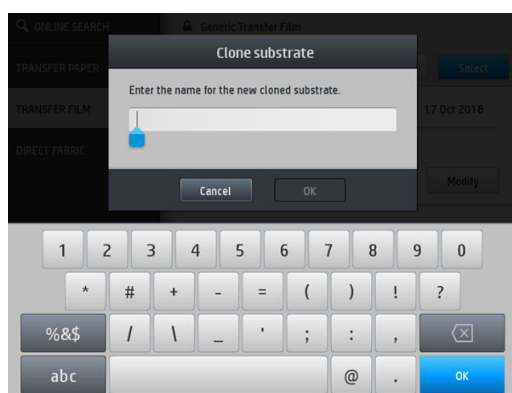 ONLINE SEARCH
Generic Transfer Film
Clone substrate
TRANSFER PAPER
Select
Enter the name for the new cloned substrate.
TRANSFER FILM
17 Oct 2018
DIRECT FABRIC
Modify
Cancel OK
1 2 3 4 5 6 7 8 9 0
* # + - = ( ) ! ?
%&$ / \ _ ' ; : ,
abc @ . OK